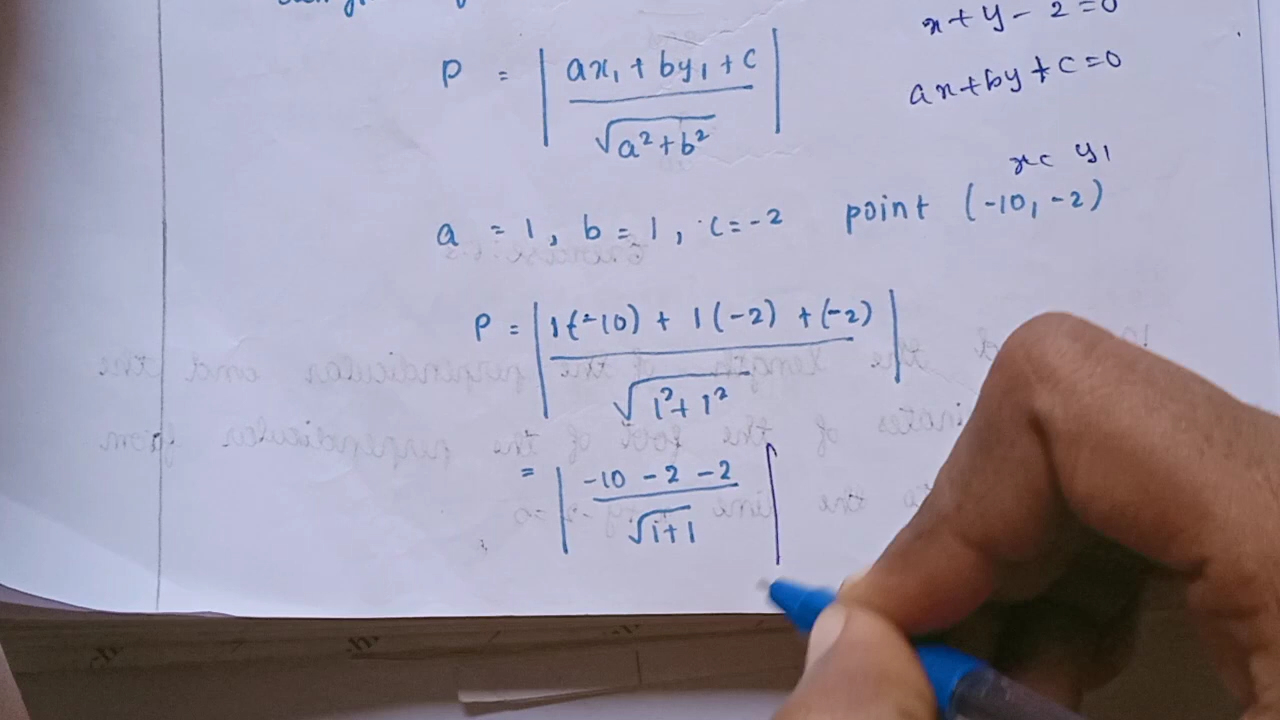 x + y - 2 = 0
P = | ax₁ + by₁ + c / √a² + b² |
ax + by + c = 0
y₁
a = 1, b = 1, c = -2 point (-10, -2)
P = | 1(-10) + 1(-2) + (-2) / √1² + 1² |
= | -10 - 2 - 2 / √1+1 |